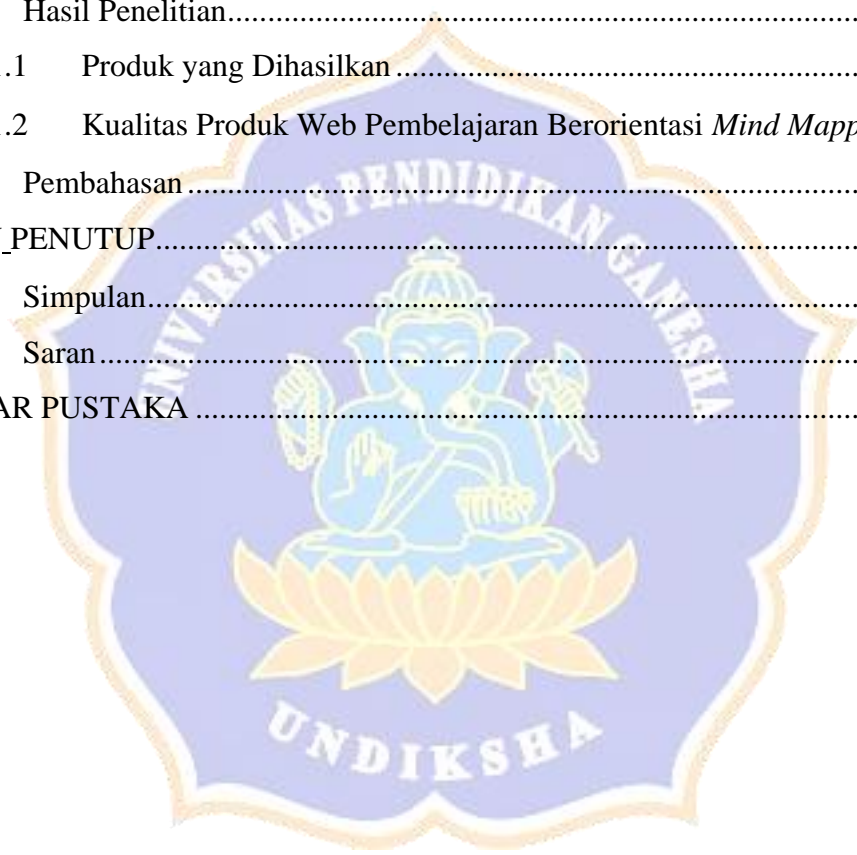 Hasil Penelitian
.1 Produk yang Dihasilkan
.2 Kualitas Produk Web Pembelajaran Berorientasi Mind Mapp
Pembahasan
PENUTUP
Simpulan
Saran
AR PUSTAKA
UNIVERSITAS PENDIDIKAN GANESHA
UNDIKSHA